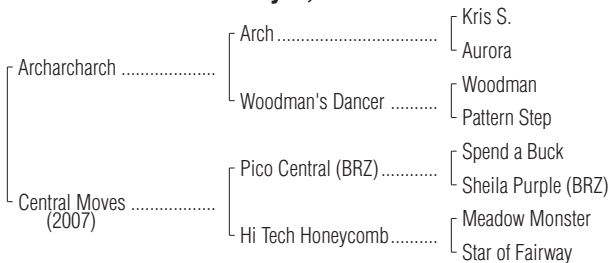 Kris S.
Arch
Aurora
Archarcharch
Woodman
Woodman's Dancer
Pattern Step
Spend a Buck
Pico Central (BRZ)
Sheila Purple (BRZ)
Central Moves
(2007)
Meadow Monster
Hi Tech Honeycomb
Star of Fairway